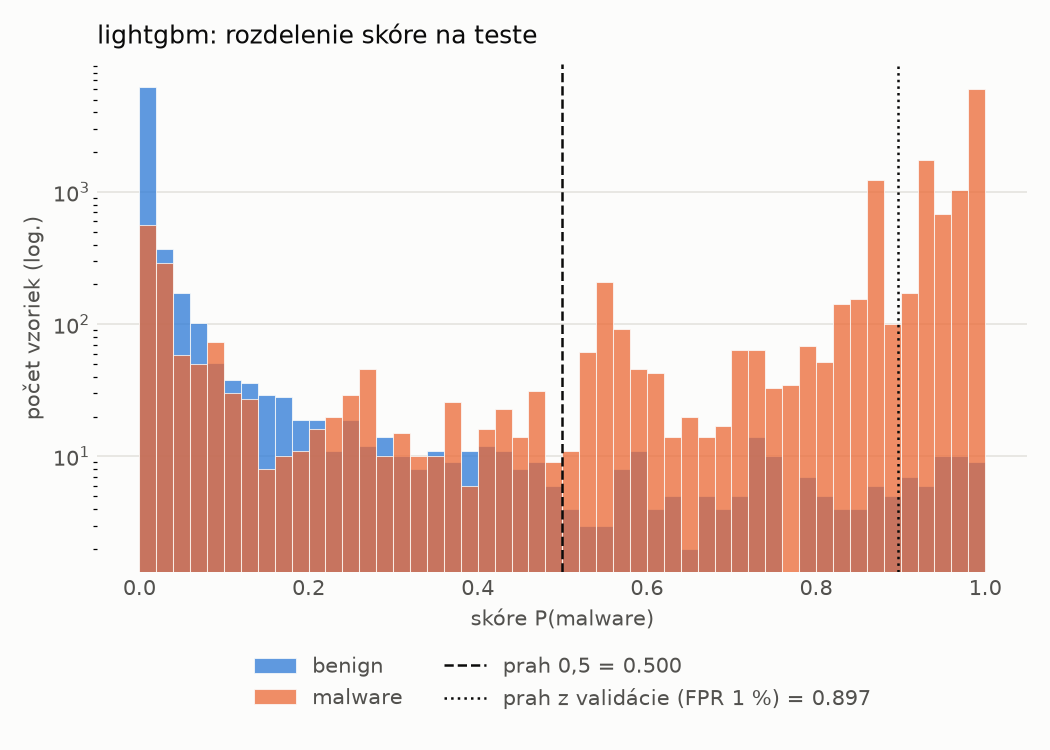 lightgbm: rozdelenie skóre na teste
počet vzoriek (log.)
10³
10²
10¹
0.0 0.2 0.4 0.6 0.8 1.0
skóre P(malware)
benign
malware
prah 0,5 = 0.500
prah z validácie (FPR 1 %) = 0.897